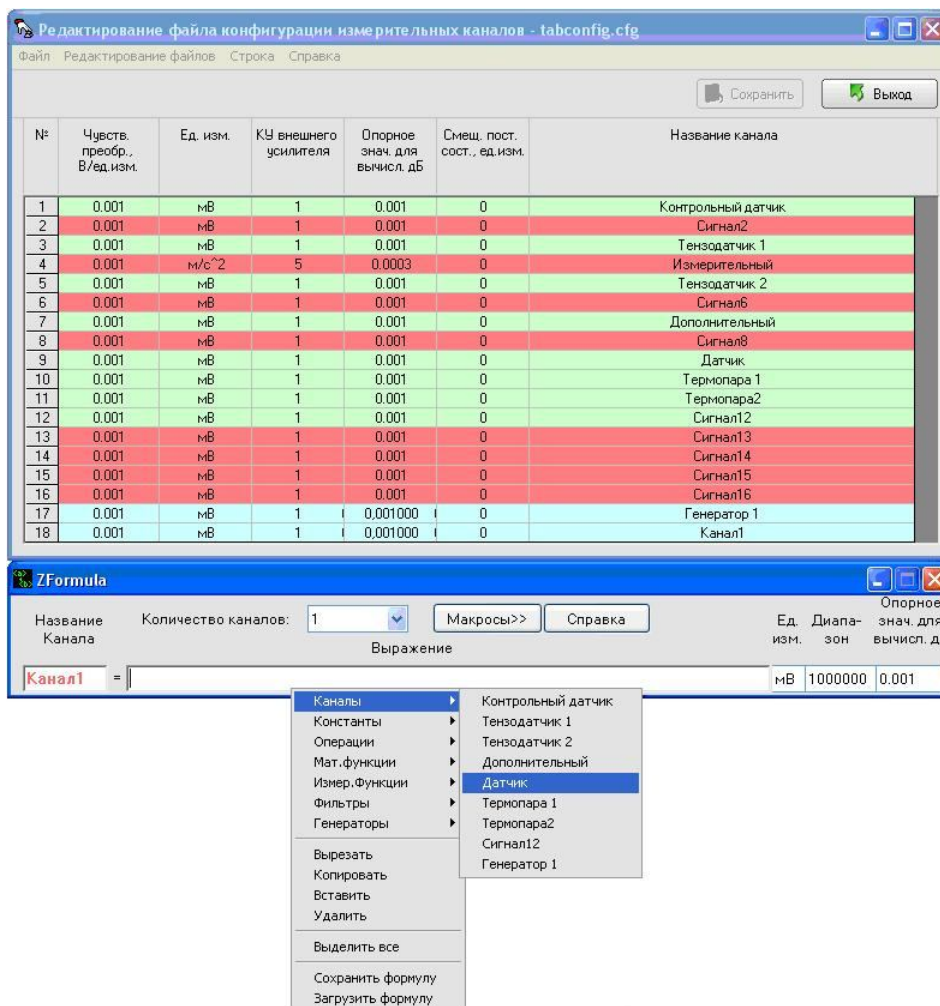 Редактирование файла конфигурации измерительных каналов - tabconfig.cfg
Файл Редактирование файлов Строка Справка
Сохранить Выход
№ Чувств. преобр., В/ед.изм. Ед. изм. КУ внешнего усилителя Опорное знач. для вычисл. дБ Смещ. пост. сост., ед.изм. Название канала
1 0.001 мВ 1 0.001 0 Контрольный датчик
2 0.001 мВ 1 0.001 0 Сигнал2
3 0.001 мВ 1 0.001 0 Тензодатчик 1
4 0.001 м/с^2 5 0.0003 0 Измерительный
5 0.001 мВ 1 0.001 0 Тензодатчик 2
6 0.001 мВ 1 0.001 0 Сигнал6
7 0.001 мВ 1 0.001 0 Дополнительный
8 0.001 мВ 1 0.001 0 Сигнал8
9 0.001 мВ 1 0.001 0 Датчик
10 0.001 мВ 1 0.001 0 Термопара 1
11 0.001 мВ 1 0.001 0 Термопара2
12 0.001 мВ 1 0.001 0 Сигнал12
13 0.001 мВ 1 0.001 0 Сигнал13
14 0.001 мВ 1 0.001 0 Сигнал14
15 0.001 мВ 1 0.001 0 Сигнал15
16 0.001 мВ 1 0.001 0 Сигнал16
17 0.001 мВ 1 0,001000 0 Генератор 1
18 0.001 мВ 1 0,001000 0 Канал1
ZFormula
Название Канала
Количество каналов: 1 Макросы>> Справка
Выражение
Ед. изм.
Диапа-зон
Опорное знач. для вычисл. д
Канал1 = мВ 1000000 0.001
Каналы
Константы
Операции
Мат.функции
Измер.Функции
Фильтры
Генераторы
Вырезать
Копировать
Вставить
Удалить
Выделить все
Сохранить формулу
Загрузить формулу
Контрольный датчик
Тензодатчик 1
Тензодатчик 2
Дополнительный
Датчик
Термопара 1
Термопара2
Сигнал12
Генератор 1